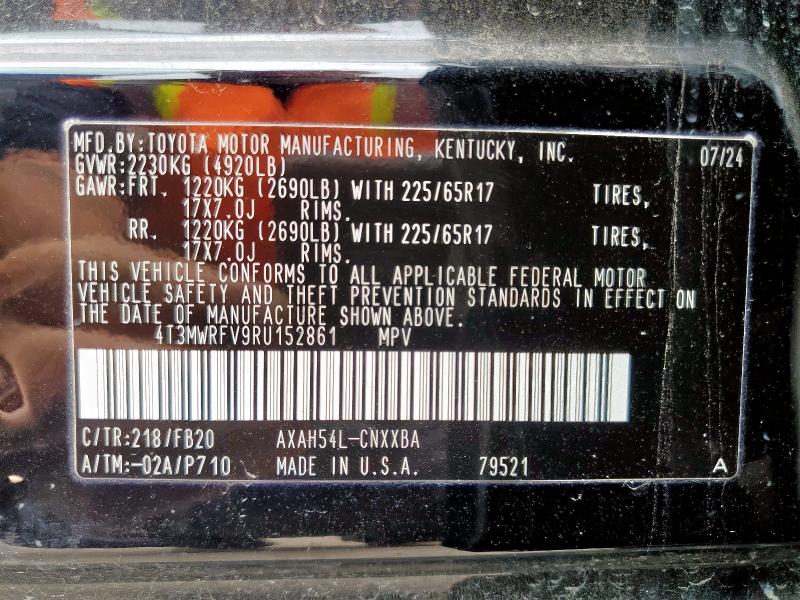 MFD.BY:TOYOTA MOTOR MANUFACTURING, KENTUCKY, INC. 07/24
GVWR:2230KG (4920LB)
GAWR:FRT. 1220KG (2690LB) WITH 225/65R17 TIRES,
17X7.0J RIMS.
RR. 1220KG (2690LB) WITH 225/65R17 TIRES,
17X7.0J RIMS.
THIS VEHICLE CONFORMS TO ALL APPLICABLE FEDERAL MOTOR
VEHICLE SAFETY AND THEFT PREVENTION STANDARDS IN EFFECT ON
THE DATE OF MANUFACTURE SHOWN ABOVE.
4T3MWRFV9RU152861 MPV
C/TR:218/FB20 AXAH54L-CNXXBA
A/TM:-02A/P710 MADE IN U.S.A. 79521 A